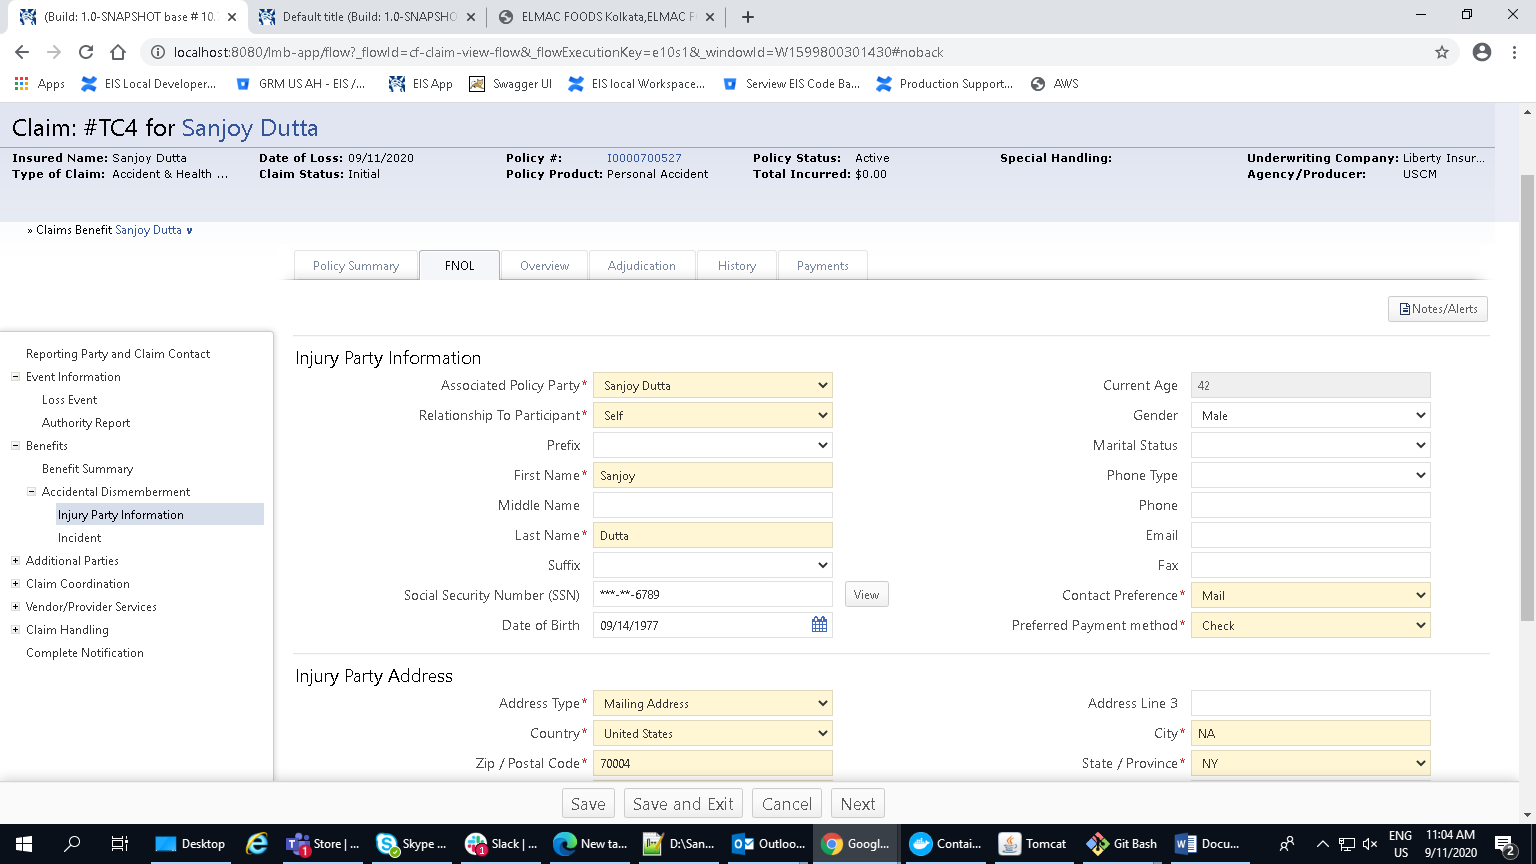 (Build: 1.0-SNAPSHOT base # 10.
Default title (Build: 1.0-SNAPSHO
ELMAC FOODS Kolkata,ELMAC F
localhost:8080/lmb-app/flow?_flowId=cf-claim-view-flow&_flowExecutionKey=e10s1&_windowId=W1599800301430#noback
Apps
EIS Local Developer...
GRM US AH - EIS /...
EIS App
Swagger UI
EIS local Workspace...
Serview EIS Code Ba...
Production Support...
AWS
Claim: #TC4 for Sanjoy Dutta
Insured Name: Sanjoy Dutta
Date of Loss: 09/11/2020
Policy #: I0000700527
Policy Status: Active
Special Handling:
Underwriting Company: Liberty Insur...
Type of Claim: Accident & Health ...
Claim Status: Initial
Policy Product: Personal Accident
Total Incurred: $0.00
Agency/Producer: USCM
» Claims Benefit Sanjoy Dutta v
Policy Summary
FNOL
Overview
Adjudication
History
Payments
Notes/Alerts
Reporting Party and Claim Contact
Event Information
Loss Event
Authority Report
Benefits
Benefit Summary
Accidental Dismemberment
Injury Party Information
Incident
Additional Parties
Claim Coordination
Vendor/Provider Services
Claim Handling
Complete Notification
Injury Party Information
Associated Policy Party* Sanjoy Dutta
Current Age 42
Relationship To Participant* Self
Gender Male
Prefix
Marital Status
First Name* Sanjoy
Phone Type
Middle Name
Phone
Last Name* Dutta
Email
Suffix
Fax
Social Security Number (SSN) ***-**-6789 View
Contact Preference* Mail
Date of Birth 09/14/1977
Preferred Payment method* Check
Injury Party Address
Address Type* Mailing Address
Address Line 3
Country* United States
City* NA
Zip / Postal Code* 70004
State / Province* NY
Save
Save and Exit
Cancel
Next
Desktop
1
Store | ...
Skype ...
1
Slack | ...
New ta...
D:\San...
Outloo...
Googl...
Contai...
Tomcat
Git Bash
Docu...
ENG
US
11:04 AM
9/11/2020
2